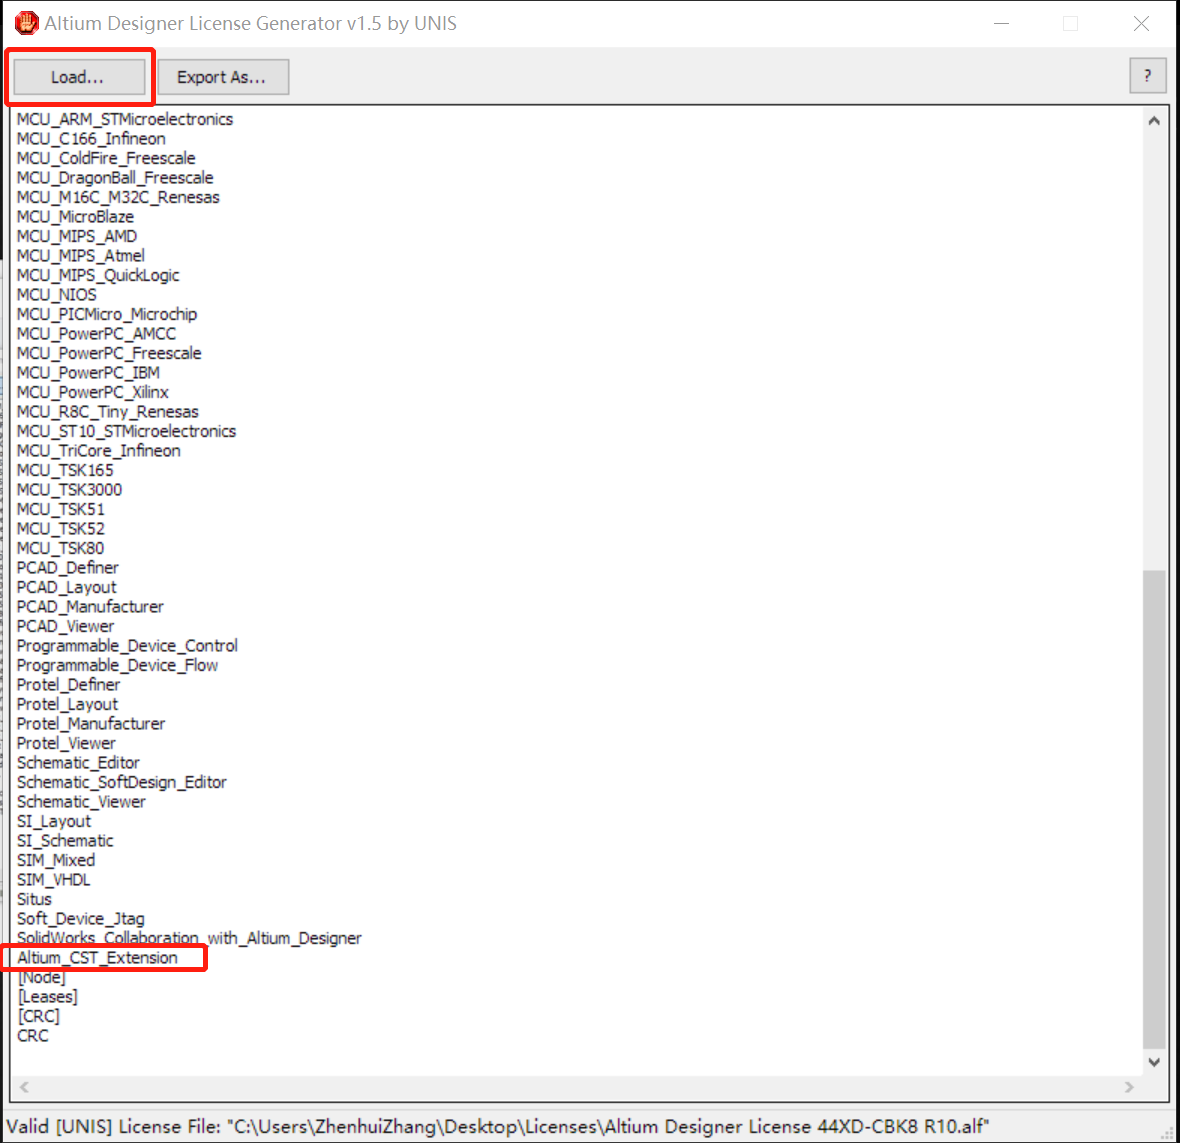 Altium Designer License Generator v1.5 by UNIS
Load... Export As... ?
MCU_ARM_STMicroelectronics
MCU_C166_Infineon
MCU_ColdFire_Freescale
MCU_DragonBall_Freescale
MCU_M16C_M32C_Renesas
MCU_MicroBlaze
MCU_MIPS_AMD
MCU_MIPS_Atmel
MCU_MIPS_QuickLogic
MCU_NIOS
MCU_PICMicro_Microchip
MCU_PowerPC_AMCC
MCU_PowerPC_Freescale
MCU_PowerPC_IBM
MCU_PowerPC_Xilinx
MCU_R8C_Tiny_Renesas
MCU_ST10_STMicroelectronics
MCU_TriCore_Infineon
MCU_TSK165
MCU_TSK3000
MCU_TSK51
MCU_TSK52
MCU_TSK80
PCAD_Definer
PCAD_Layout
PCAD_Manufacturer
PCAD_Viewer
Programmable_Device_Control
Programmable_Device_Flow
Protel_Definer
Protel_Layout
Protel_Manufacturer
Protel_Viewer
Schematic_Editor
Schematic_SoftDesign_Editor
Schematic_Viewer
SI_Layout
SI_Schematic
SIM_Mixed
SIM_VHDL
Situs
Soft_Device_Jtag
SolidWorks_Collaboration_with_Altium_Designer
Altium_CST_Extension
[Node]
[Leases]
[CRC]
CRC
Valid [UNIS] License File: "C:\Users\ZhenhuiZhang\Desktop\Licenses\Altium Designer License 44XD-CBK8 R10.alf"